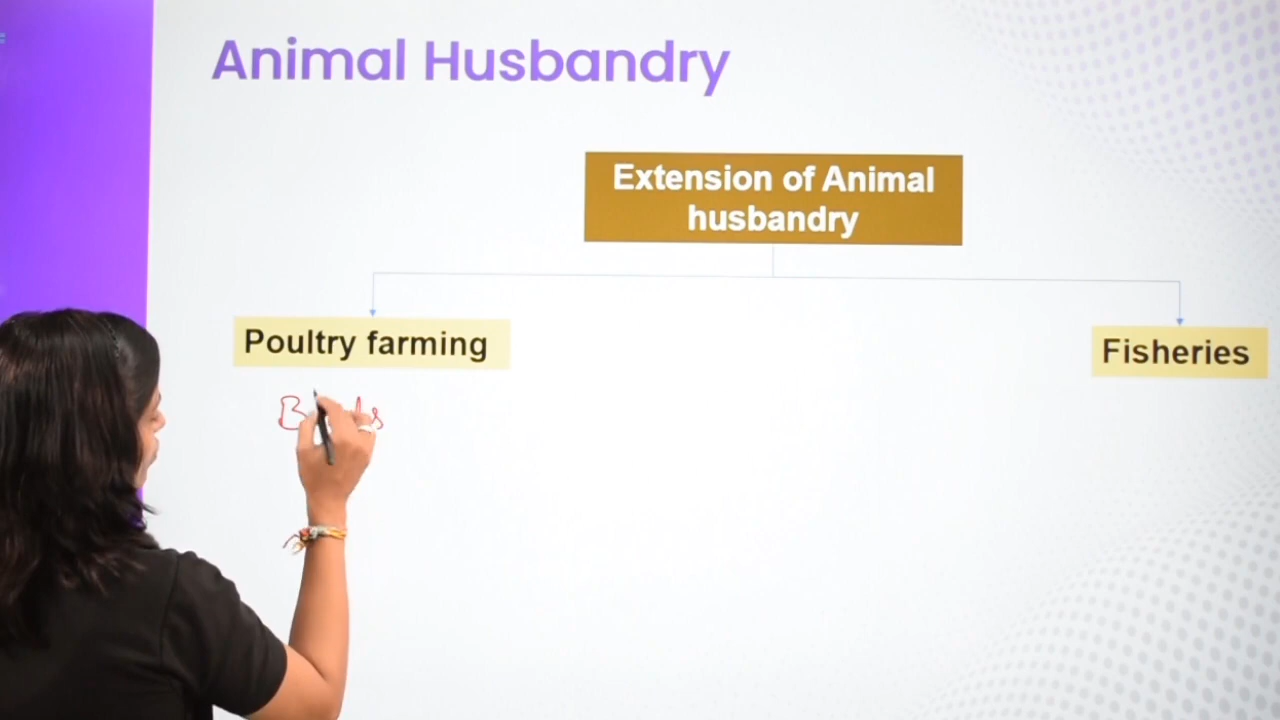 Animal Husbandry
Extension of Animal
husbandry
Poultry farming
Fisheries